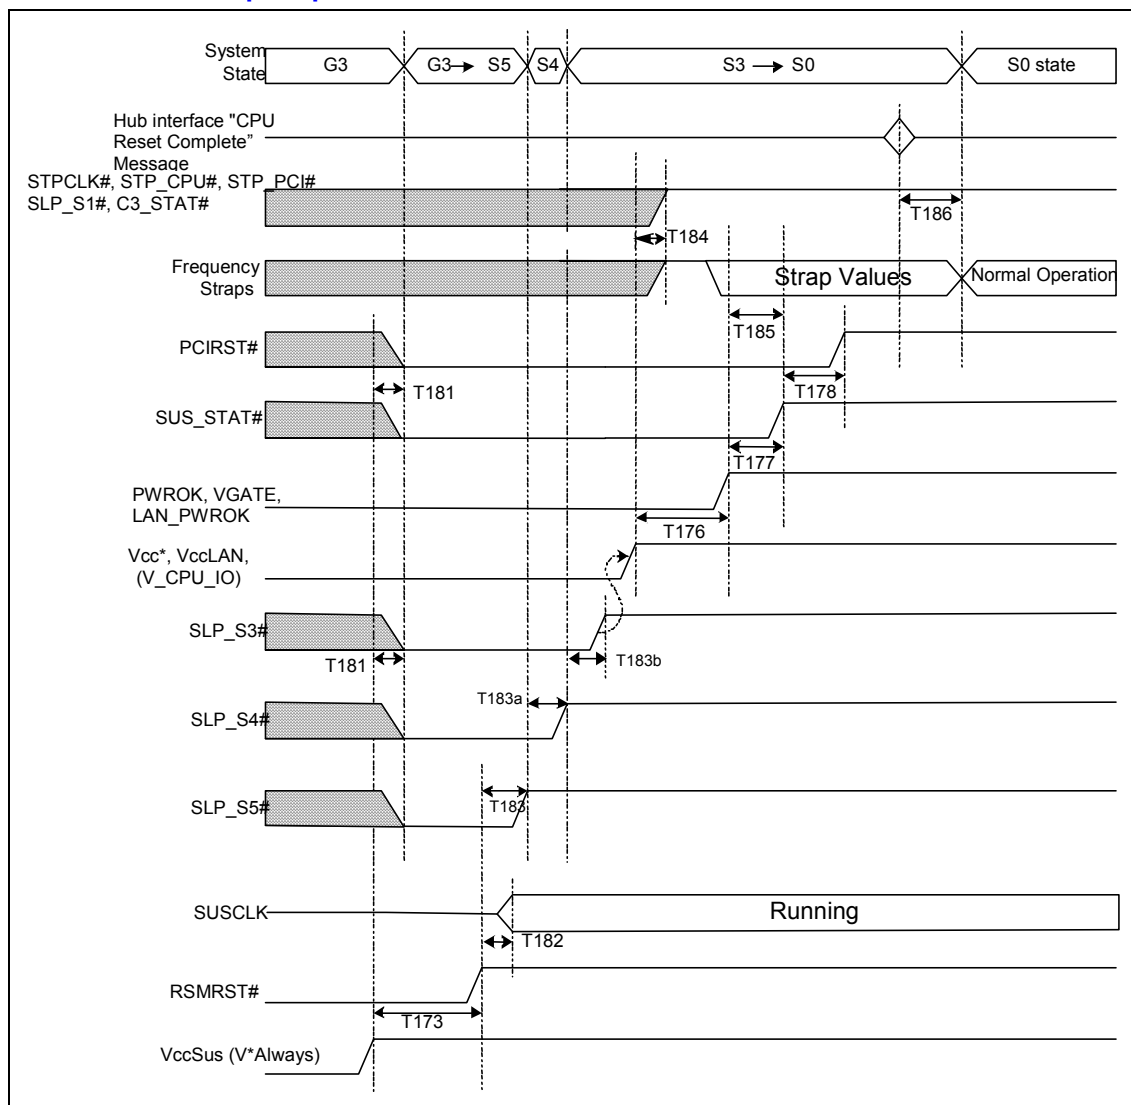 System
State
G3
G3 → S5
S4
S3 → S0
S0 state
Hub interface "CPU
Reset Complete”
Message
STPCLK#, STP_CPU#, STP_PCI#
SLP_S1#, C3_STAT#
T186
T184
Frequency
Straps
Strap Values
Normal Operation
T185
PCIRST#
T181
T178
SUS_STAT#
T177
PWROK, VGATE,
LAN_PWROK
T176
Vcc*, VccLAN,
(V_CPU_IO)
SLP_S3#
T181
T183b
T183a
SLP_S4#
SLP_S5#
T183
SUSCLK
Running
T182
RSMRST#
T173
VccSus (V*Always)